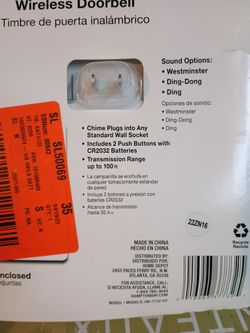 Wireless Doorbell
Timbre de puerta inalámbrico
Sound Options:
• Westminster
• Ding-Dong
• Ding
Opciones de sonido:
• Westminster
• Ding-Dong
• Ding
• Chime Plugs into Any
Standard Wall Socket
• Includes 2 Push Buttons with
CR2032 Batteries
• Transmission Range
up to 100 ft
• La campanilla se enchufa en
cualquier tomacorriente estándar
de pared
• Incluye 2 botones a presión con
baterías CR2032
• Alcance de transmisión
hasta 30.4
SL50069
SL
35
22ZN16
Recycle
MADE IN CHINA
HECHO EN CHINA
DISTRIBUTED BY
DISTRIBUIDO POR
HOME DEPOT
2455 PACES FERRY RD., N.W.
ATLANTA, GA 30339
SI NECESITA AYUDA, LLAME AL
HAMPTONBAY.COM
nclosed
djuntas